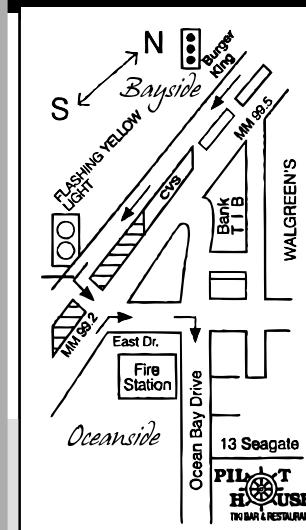 N
S
Burger
King
Bayside
MM 99.5
FLASHING YELLOW
LIGHT
CVS
Bank
T I B
WALGREEN'S
MM 99.2
East Dr.
Fire
Station
Ocean Bay Drive
Oceanside
13 Seagate
PILOT
HOUSE
TIKI BAR & RESTAURANT